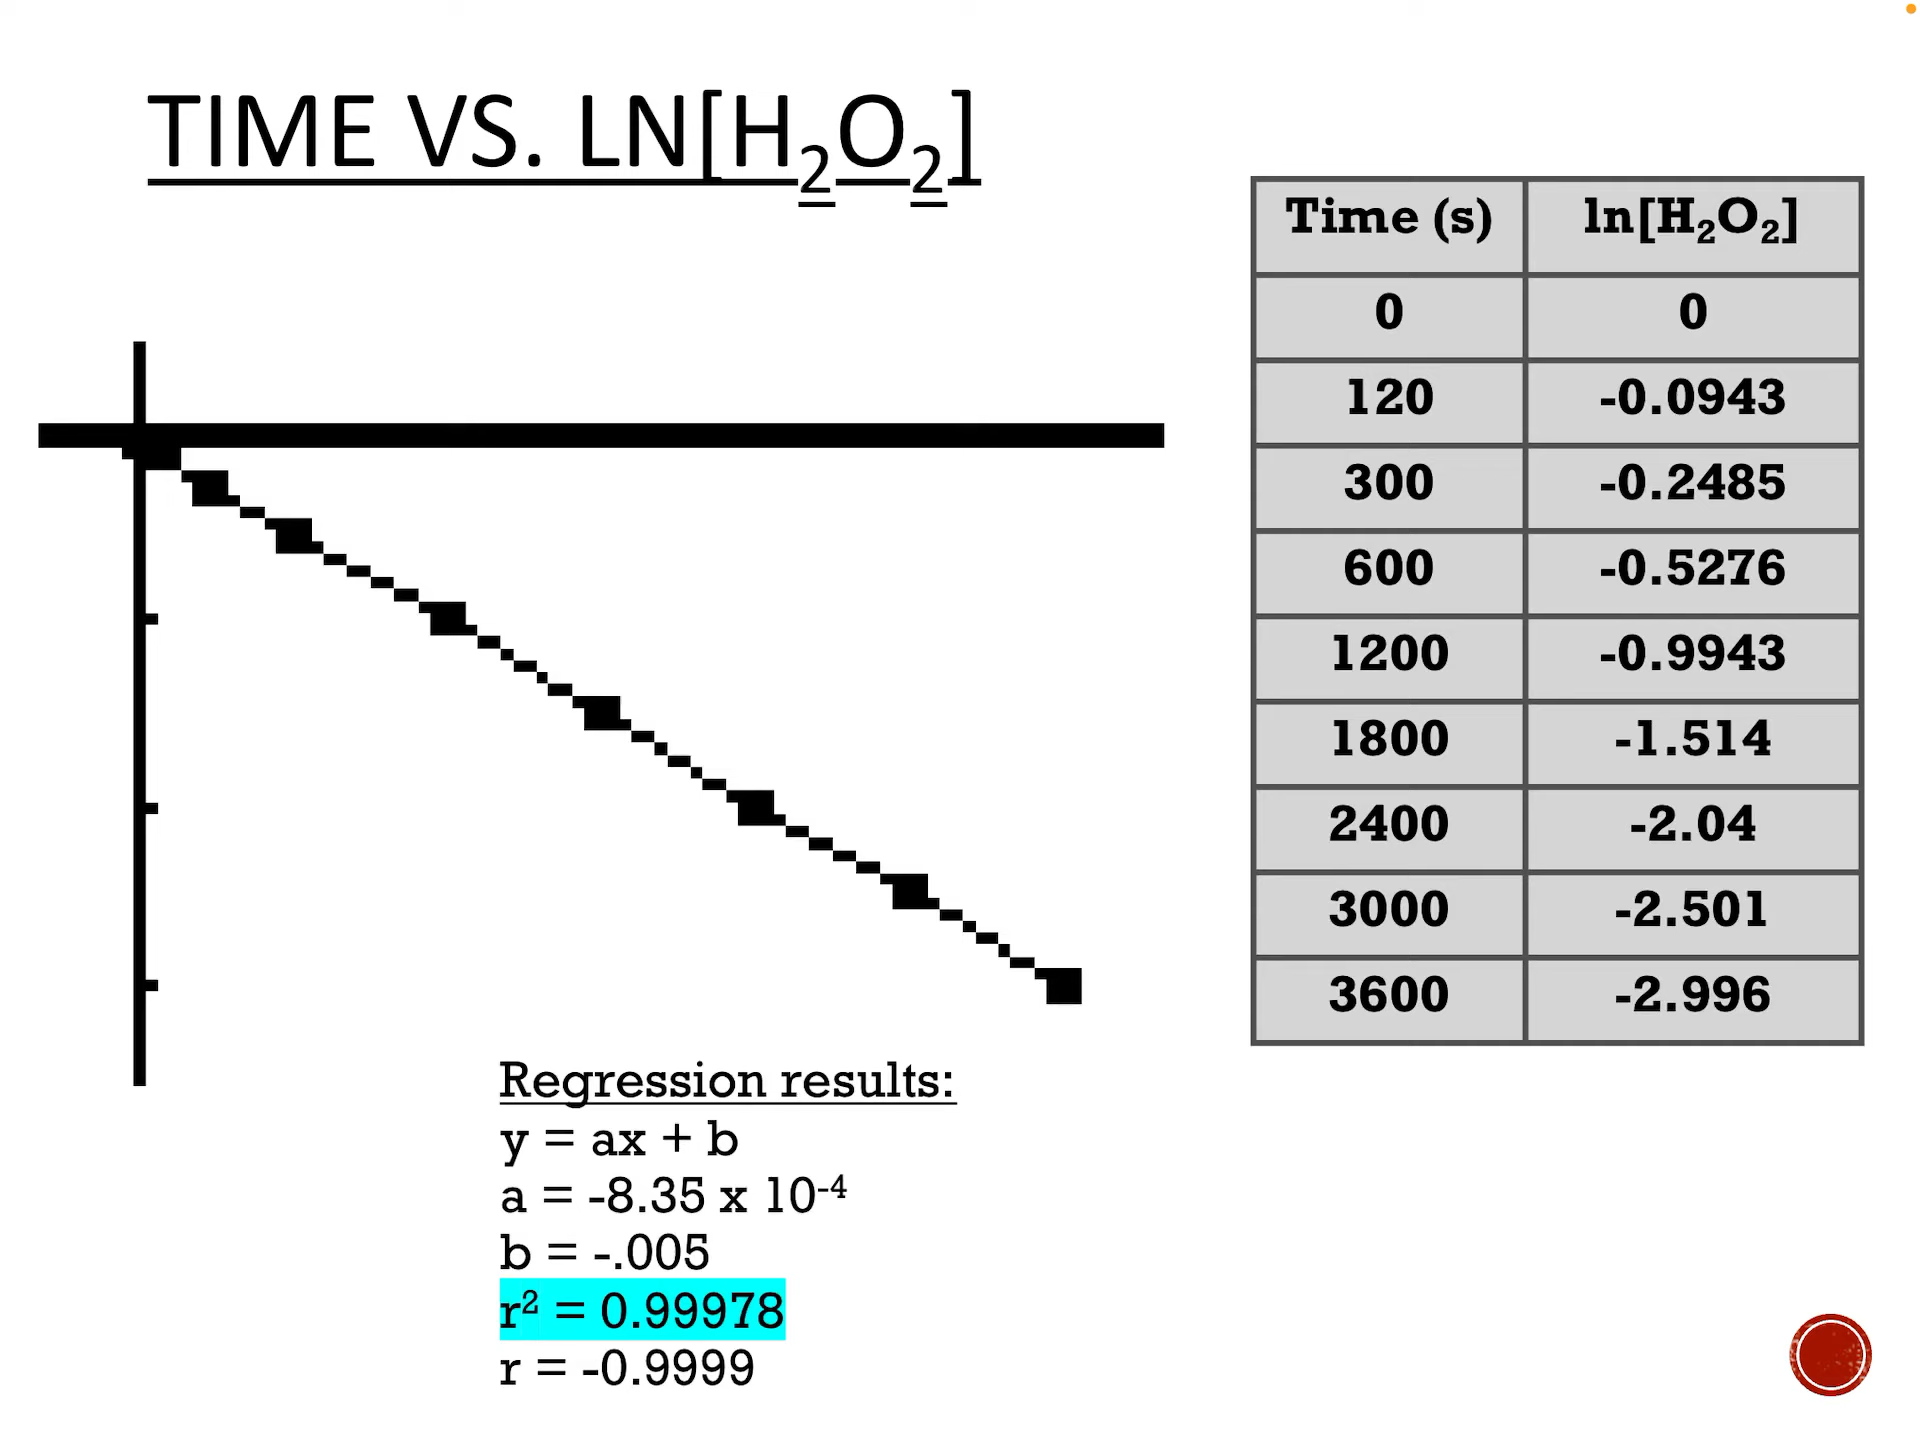 TIME VS. LN[H₂O₂]
Time (s) ln[H₂O₂]
0 0
120 -0.0943
300 -0.2485
600 -0.5276
1200 -0.9943
1800 -1.514
2400 -2.04
3000 -2.501
3600 -2.996
Regression results:
y = ax + b
a = -8.35 x 10⁻⁴
b = -.005
r² = 0.99978
r = -0.9999